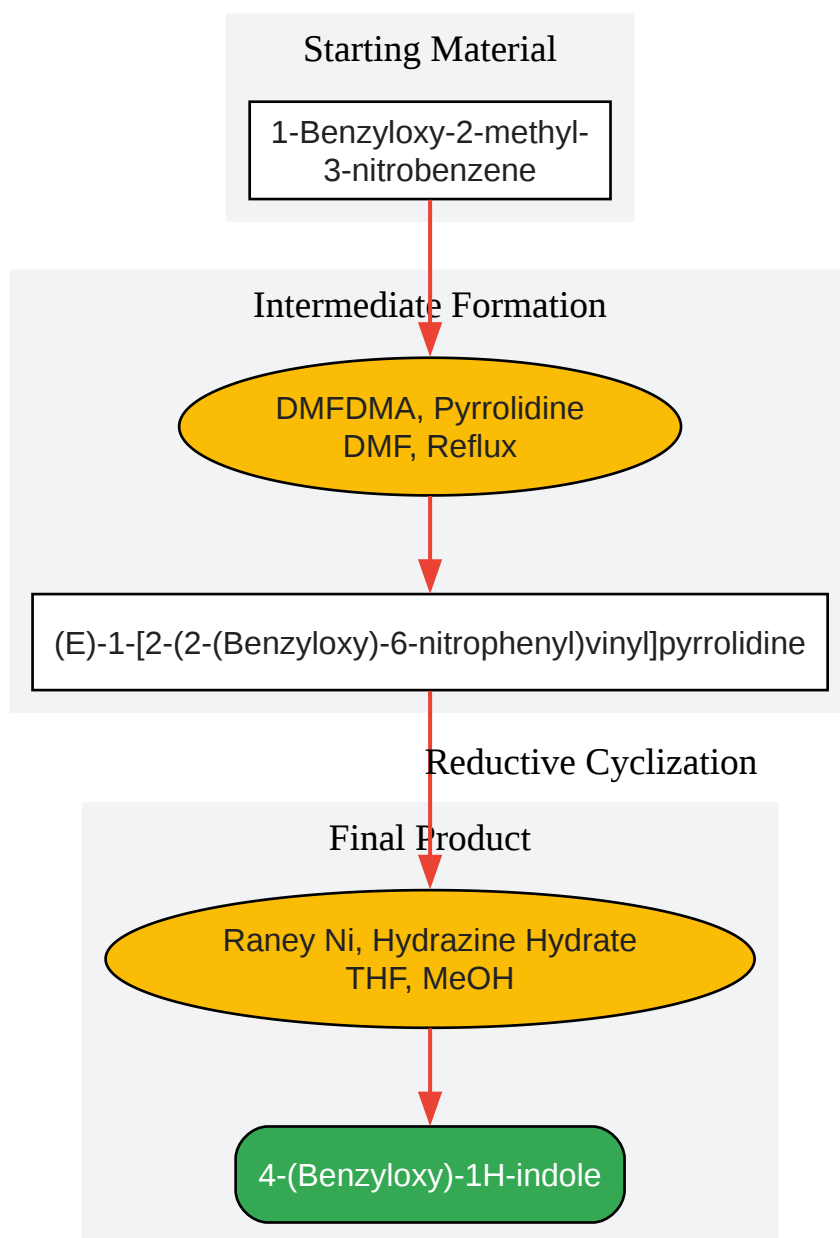 Starting Material
1-Benzyloxy-2-methyl-
3-nitrobenzene
Intermediate Formation
DMFDMA, Pyrrolidine
DMF, Reflux
(E)-1-[2-(2-(Benzyloxy)-6-nitrophenyl)vinyl]pyrrolidine
Reductive Cyclization
Final Product
Raney Ni, Hydrazine Hydrate
THF, MeOH
4-(Benzyloxy)-1H-indole